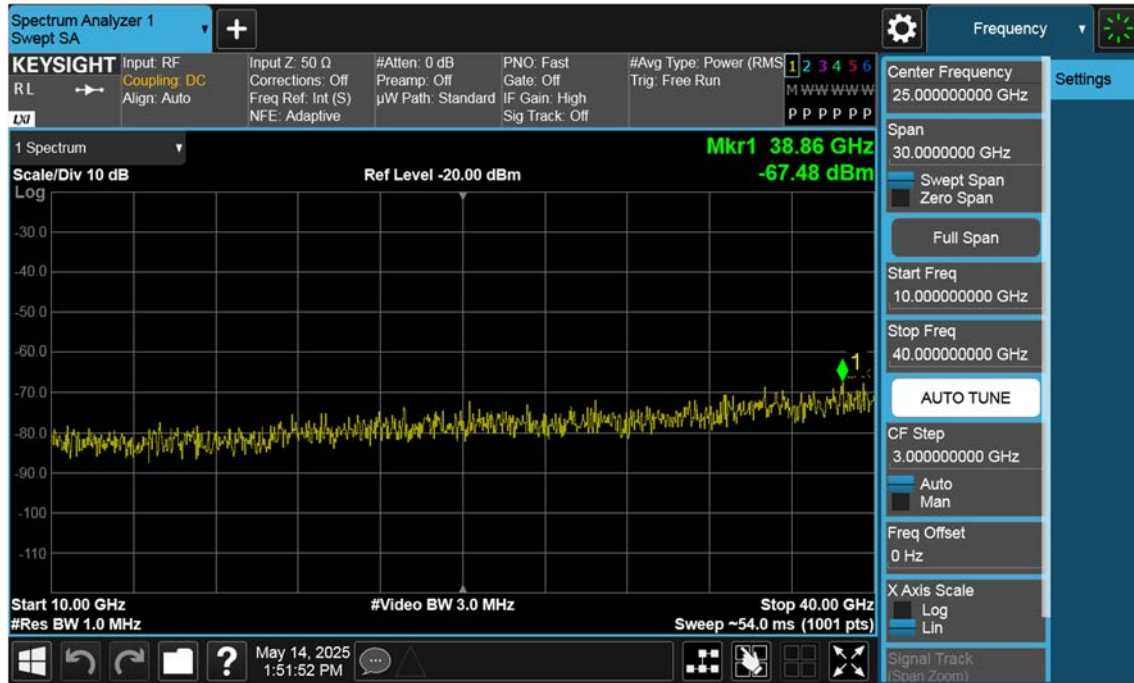 Spectrum Analyzer 1
Swept SA
+
Frequency
KEYSIGHT
RL
LXI
Input: RF
Coupling: DC
Align: Auto
Input Z: 50 Ω
Corrections: Off
Freq Ref: Int (S)
NFE: Adaptive
#Atten: 0 dB
Preamp: Off
µW Path: Standard
PNO: Fast
Gate: Off
IF Gain: High
Sig Track: Off
#Avg Type: Power (RMS
Trig: Free Run
1 2 3 4 5 6
M W W W W W
P P P P P P
1 Spectrum
Scale/Div 10 dB
Ref Level -20.00 dBm
Mkr1 38.86 GHz
-67.48 dBm
Log
-30.0
-40.0
-50.0
-60.0
-70.0
-80.0
-90.0
-100
-110
1
Start 10.00 GHz
#Res BW 1.0 MHz
#Video BW 3.0 MHz
Stop 40.00 GHz
Sweep ~54.0 ms (1001 pts)
Center Frequency
25.000000000 GHz
Span
30.0000000 GHz
Swept Span
Zero Span
Full Span
Start Freq
10.000000000 GHz
Stop Freq
40.000000000 GHz
AUTO TUNE
CF Step
3.000000000 GHz
Auto
Man
Freq Offset
0 Hz
X Axis Scale
Log
Lin
Signal Track
(Span Zoom)
Settings
?
May 14, 2025
1:51:52 PM